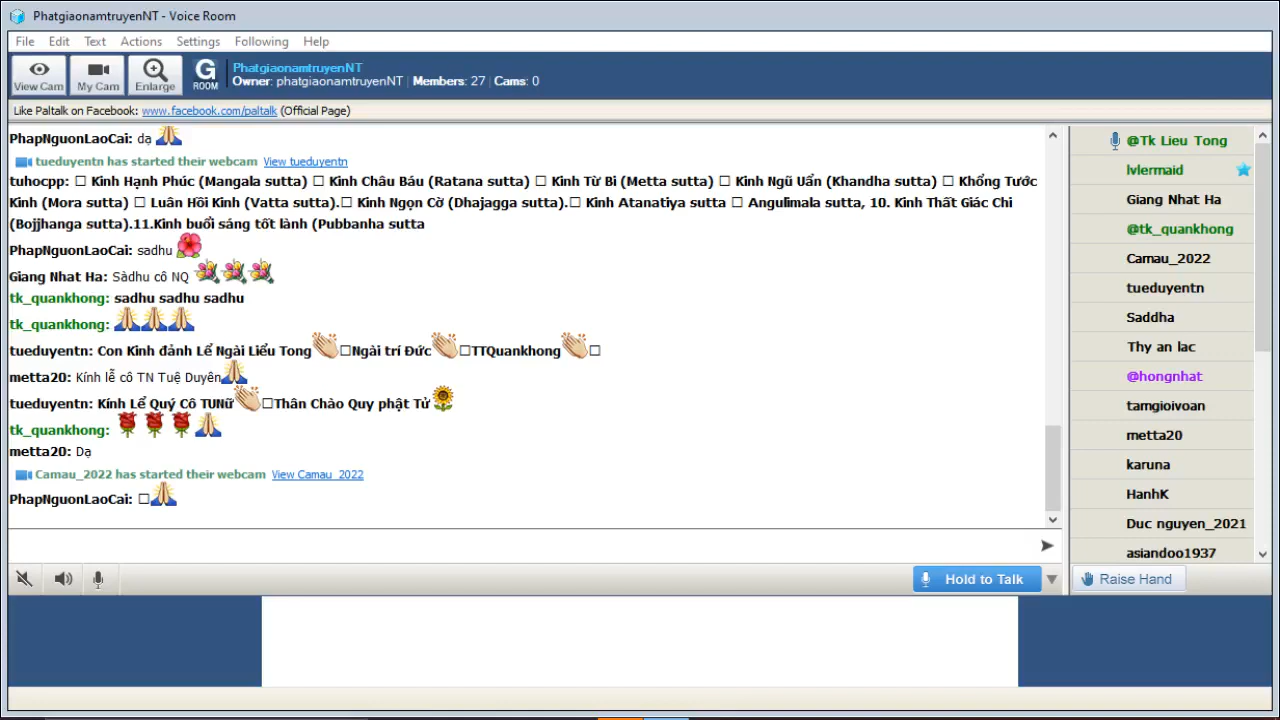 PhatgiaonamtruyenNT - Voice Room
File Edit Text Actions Settings Following Help
View Cam My Cam Enlarge G ROOM
PhatgiaonamtruyenNT
Owner: phatgiaonamtruyenNT | Members: 27 | Cams: 0
Like Paltalk on Facebook: www.facebook.com/paltalk (Official Page)
PhapNguonLaoCai: dạ
tueduyentn has started their webcam View tueduyentn
tuhocpp: □ Kinh Hạnh Phúc (Mangala sutta) □ Kinh Châu Báu (Ratana sutta) □ Kinh Từ Bi (Metta sutta) □ Kinh Ngũ Uẩn (Khandha sutta) □ Khổng Tước
Kinh (Mora sutta) □ Luân Hồi Kinh (Vatta sutta).□ Kinh Ngọn Cờ (Dhajagga sutta).□ Kinh Atanatiya sutta □ Angulimala sutta, 10. Kinh Thất Giác Chi
(Bojjhanga sutta).11.Kinh buổi sáng tốt lành (Pubbanha sutta
PhapNguonLaoCai: sadhu
Giang Nhat Ha: Sàdhu cô NQ
tk_quankhong: sadhu sadhu sadhu
tk_quankhong:
tueduyentn: Con Kinh đảnh Lể Ngài Liểu Tong □Ngài trí Đức □TTQuankhong □
metta20: Kính lễ cô TN Tuệ Duyên
tueduyentn: Kính Lể Quý Cô TUNữ □Thân Chào Quy phật Tử
tk_quankhong:
metta20: Dạ
Camau_2022 has started their webcam View Camau_2022
PhapNguonLaoCai: □
Hold to Talk
@Tk Lieu Tong
lvlermaid
Giang Nhat Ha
@tk_quankhong
Camau_2022
tueduyentn
Saddha
Thy an lac
@hongnhat
tamgioivoan
metta20
karuna
HanhK
Duc nguyen_2021
asiandoo1937
Raise Hand